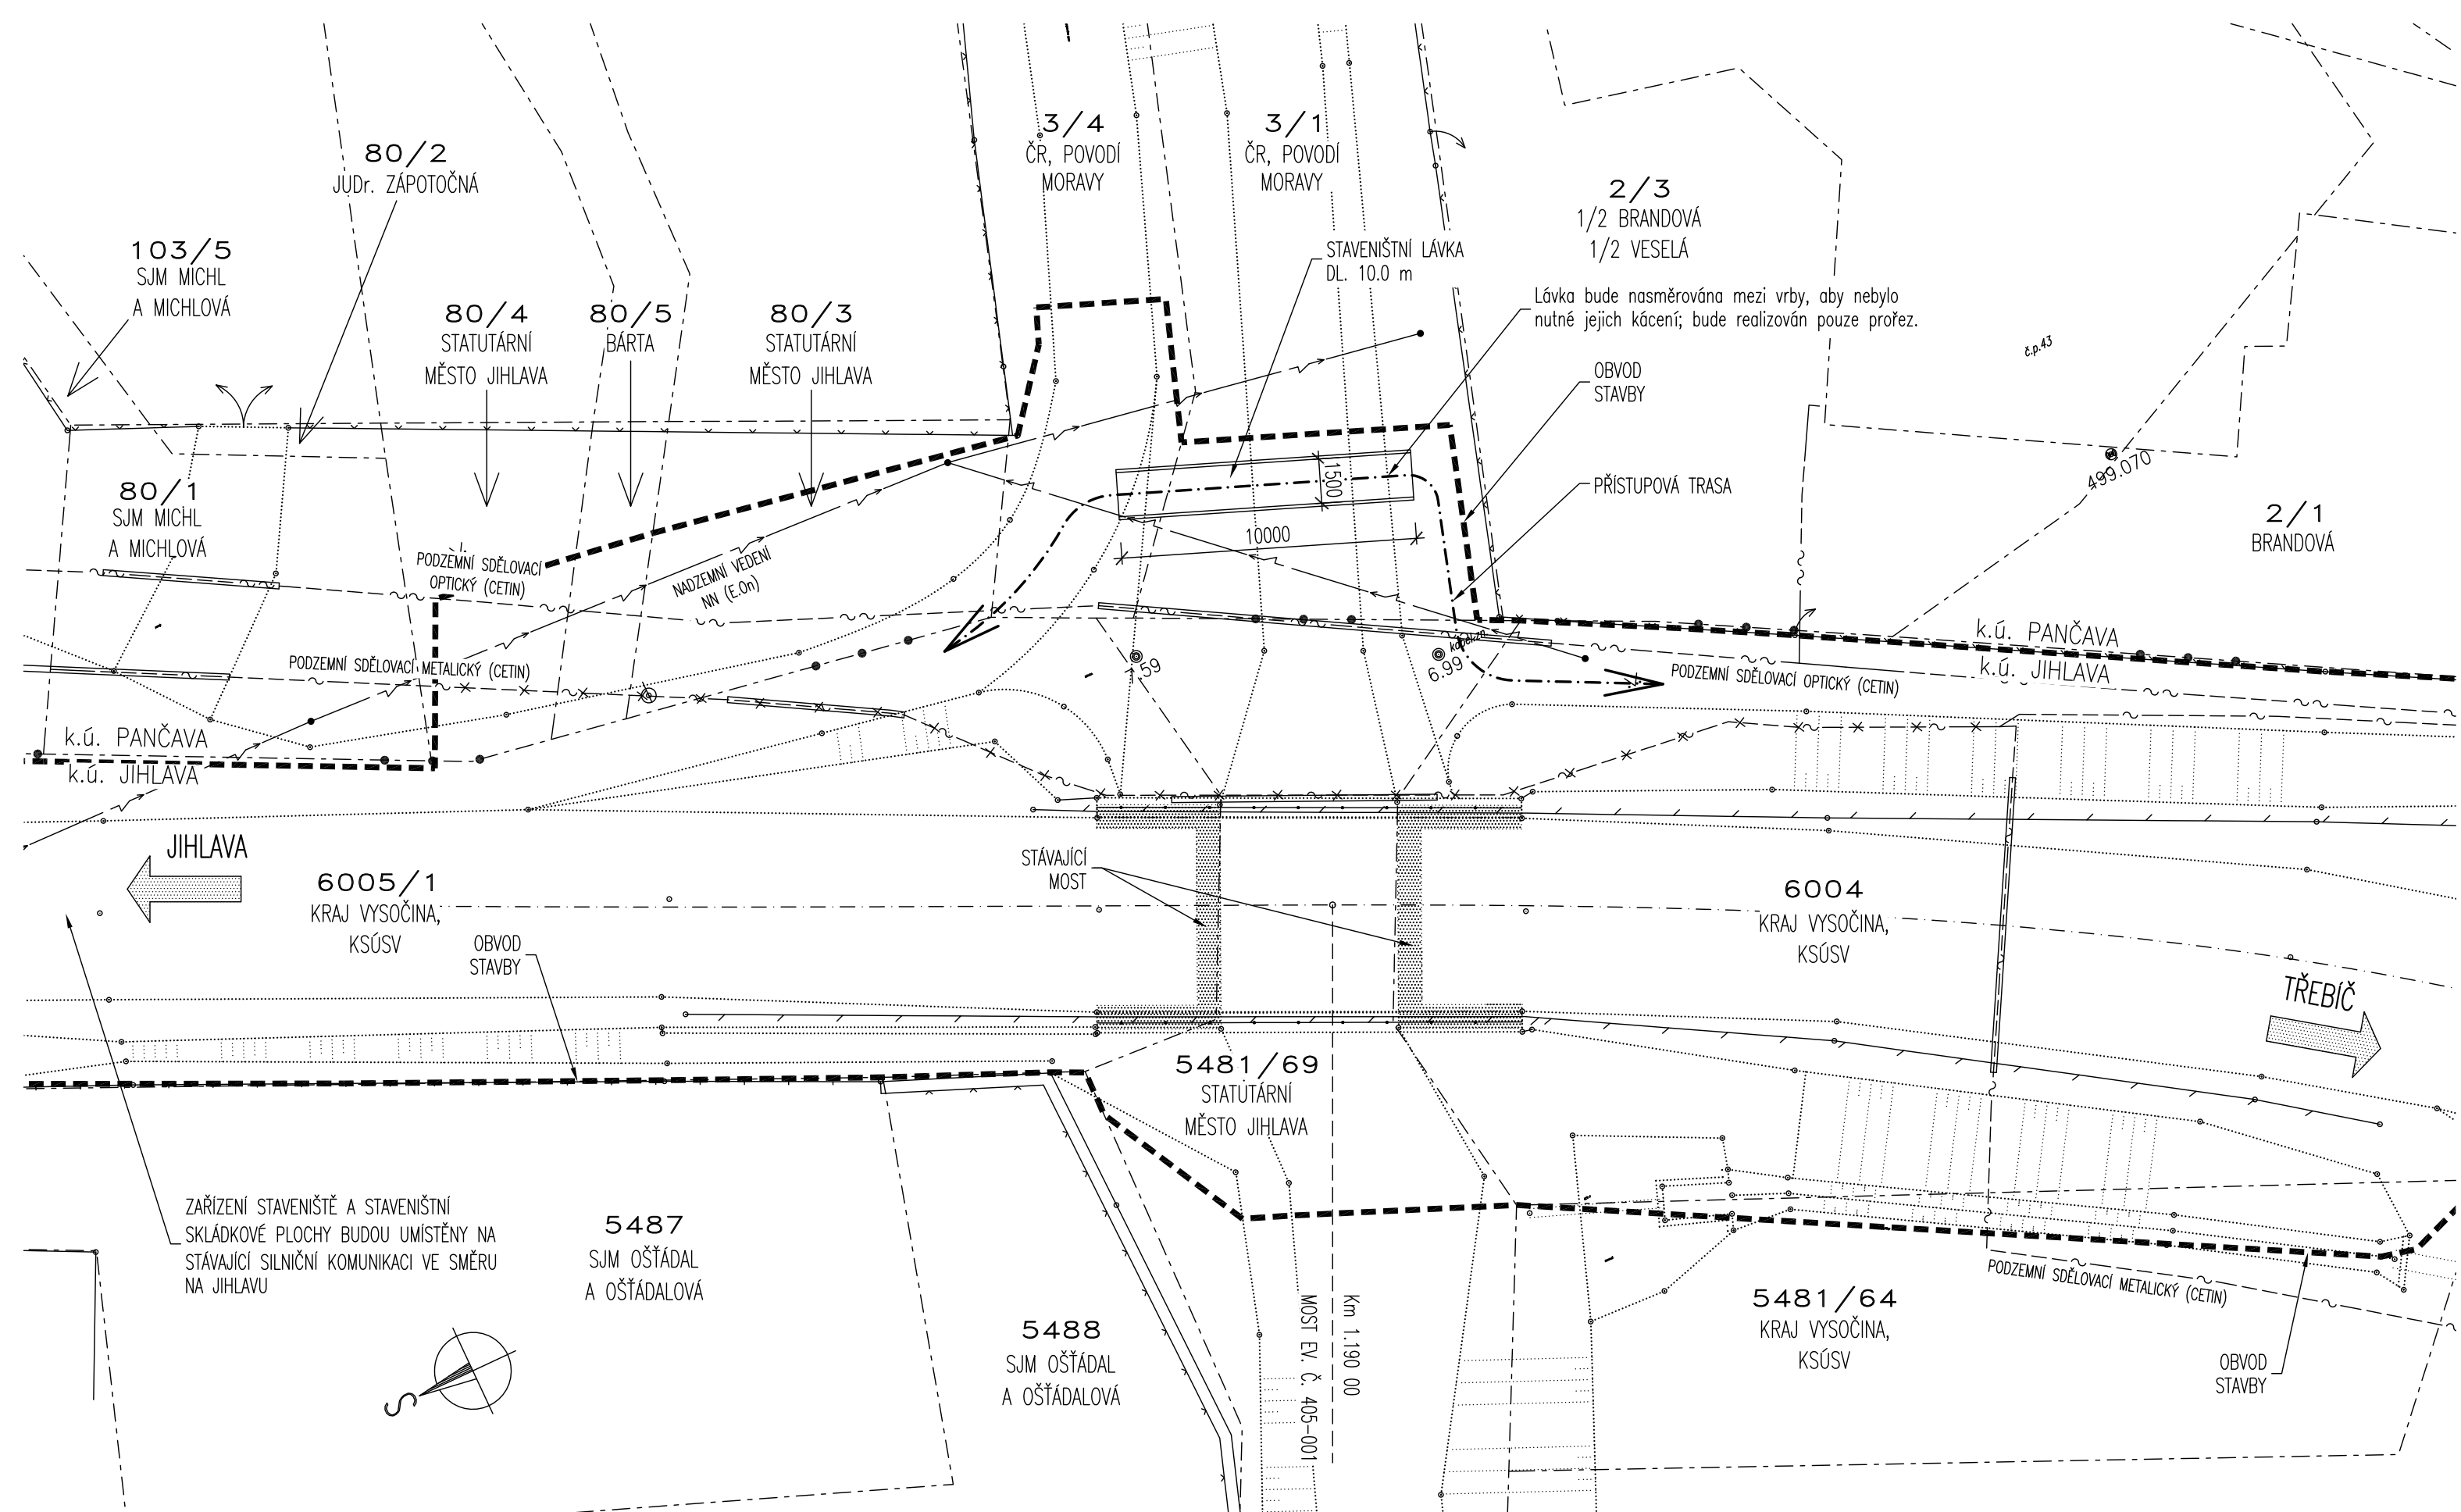 3/4
ČR, POVODÍ
MORAVY
3/1
ČR, POVODÍ
MORAVY
80/2
JUDr. ZÁPOTOČNÁ
2/3
1/2 BRANDOVÁ
1/2 VESELÁ
103/5
SJM MICHL
A MICHLOVÁ
STAVENIŠTNÍ LÁVKA
DL. 10.0 m
Lávka bude nasměrována mezi vrby, aby nebylo
nutné jejich kácení; bude realizován pouze prořez.
80/4
STATUTÁRNÍ
MĚSTO JIHLAVA
80/5
BÁRTA
80/3
STATUTÁRNÍ
MĚSTO JIHLAVA
č.p.43
OBVOD
STAVBY
499.070
80/1
SJM MICHL
A MICHLOVÁ
1500
PŘÍSTUPOVÁ TRASA
10000
2/1
BRANDOVÁ
PODZEMNÍ SDĚLOVACÍ
OPTICKÝ (CETIN)
NADZEMNÍ VEDENÍ
NN (E.On)
k.ú. PANČAVA
k.ú. JIHLAVA
PODZEMNÍ SDĚLOVACÍ METALICKÝ (CETIN)
6.99
PODZEMNÍ SDĚLOVACÍ OPTICKÝ (CETIN)
k.ú. PANČAVA
k.ú. JIHLAVA
JIHLAVA
STÁVAJÍCÍ
MOST
6005/1
KRAJ VYSOČINA,
KSÚSV
6004
KRAJ VYSOČINA,
KSÚSV
OBVOD
STAVBY
TŘEBÍČ
5481/69
STATUTÁRNÍ
MĚSTO JIHLAVA
ZAŘÍZENÍ STAVENIŠTĚ A STAVENIŠTNÍ
SKLÁDKOVÉ PLOCHY BUDOU UMÍSTĚNY NA
STÁVAJÍCÍ SILNIČNÍ KOMUNIKACI VE SMĚRU
NA JIHLAVU
5487
SJM OŠŤÁDAL
A OŠŤÁDALOVÁ
PODZEMNÍ SDĚLOVACÍ METALICKÝ (CETIN)
5481/64
KRAJ VYSOČINA,
KSÚSV
5488
SJM OŠŤÁDAL
A OŠŤÁDALOVÁ
Km 1.190 00
MOST EV. Č. 405-001
OBVOD
STAVBY
S